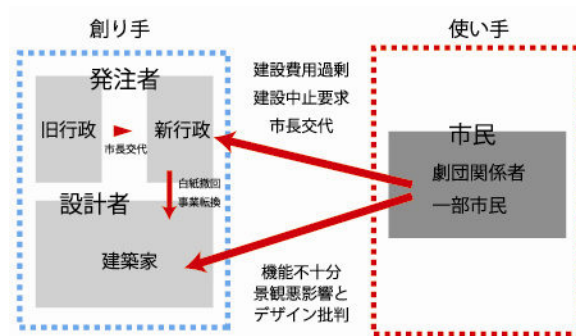 創り手
使い手
発注者
旧行政
新行政
市長交代
白紙撤回
事業転換
設計者
建築家
建設費用過剰
建設中止要求
市長交代
市民
劇団関係者
一部市民
機能不十分
景観悪影響と
デザイン批判